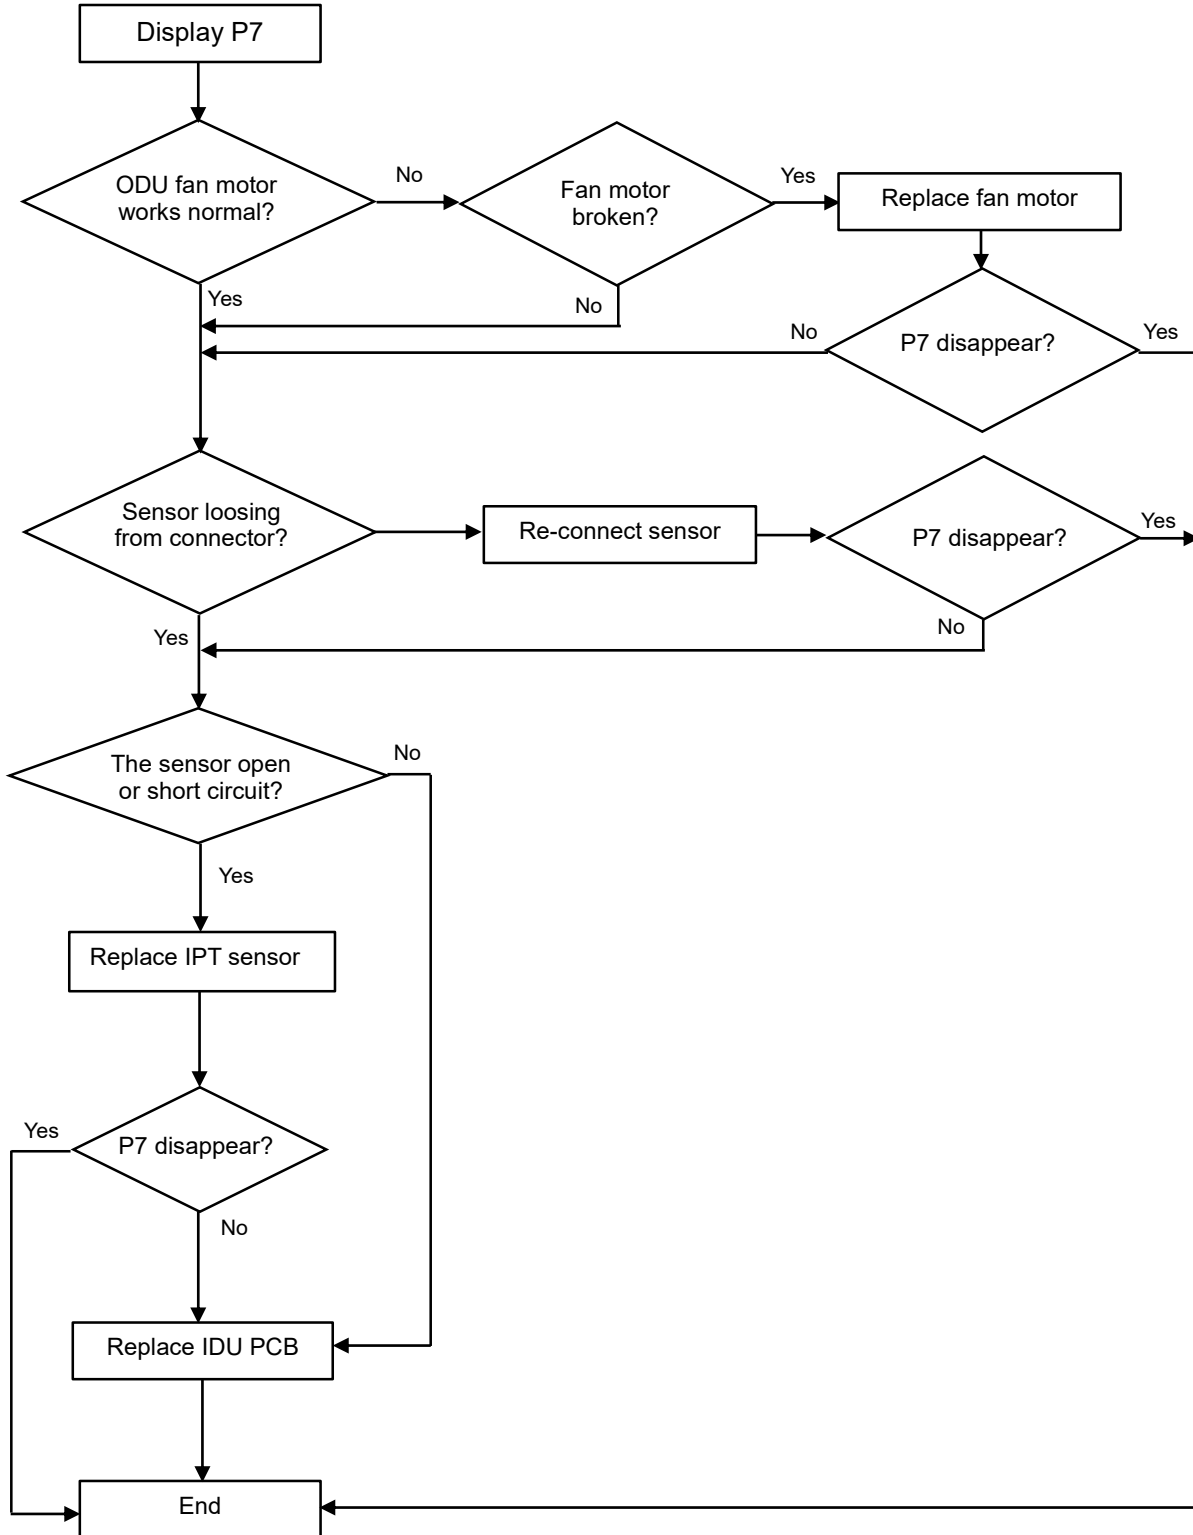 Display P7
ODU fan motor
works normal?
No
Fan motor
broken?
Yes
Replace fan motor
Yes
No
No
P7 disappear?
Yes
Sensor loosing
from connector?
Re-connect sensor
P7 disappear?
Yes
Yes
No
The sensor open
or short circuit?
No
Yes
Replace IPT sensor
Yes
P7 disappear?
No
Replace IDU PCB
End